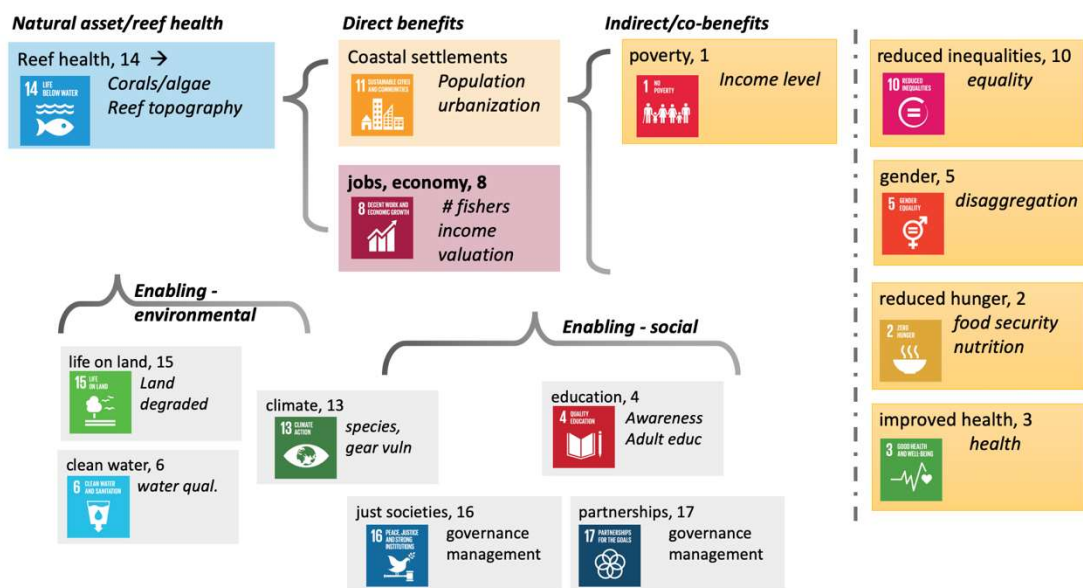 Natural asset/reef health
Direct benefits
Indirect/co-benefits
Reef health, 14 →
14 LIFE
BELOW WATER
Corals/algae
Reef topography
Coastal settlements
11 SUSTAINABLE CITIES
AND COMMUNITIES
Population
urbanization
poverty, 1
1 NO
POVERTY
Income level
reduced inequalities, 10
10 REDUCED
INEQUALITIES
equality
jobs, economy, 8
8 DECENT WORK AND
ECONOMIC GROWTH
# fishers
income
valuation
gender, 5
5 GENDER
EQUALITY
disaggregation
Enabling -
environmental
Enabling - social
reduced hunger, 2
2 ZERO
HUNGER
food security
nutrition
life on land, 15
15 LIFE
ON LAND
Land
degraded
climate, 13
13 CLIMATE
ACTION
species,
gear vuln
education, 4
4 QUALITY
EDUCATION
Awareness
Adult educ
improved health, 3
3 GOOD HEALTH
AND WELL-BEING
health
clean water, 6
6 CLEAN WATER
AND SANITATION
water qual.
just societies, 16
16 PEACE, JUSTICE
AND STRONG
INSTITUTIONS
governance
management
partnerships, 17
17 PARTNERSHIPS
FOR THE GOALS
governance
management